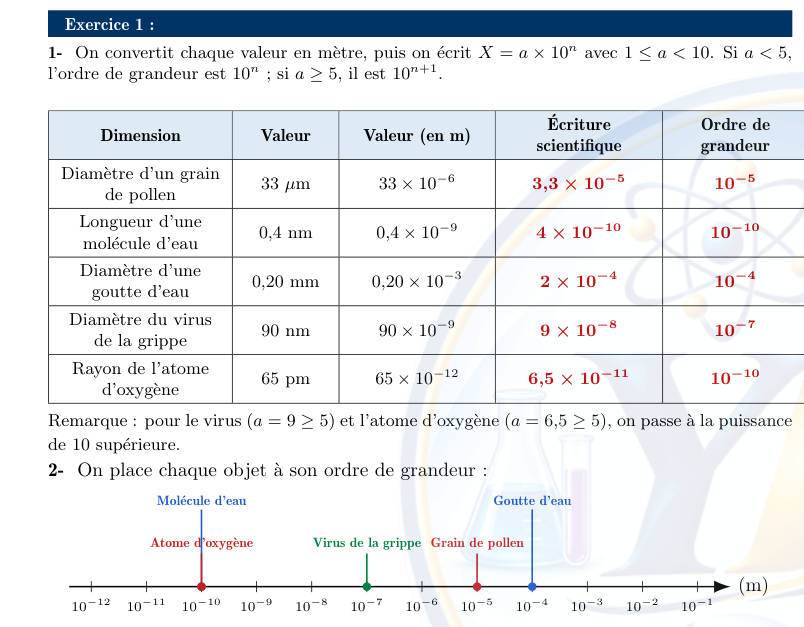 Exercice 1 :
1- On convertit chaque valeur en mètre, puis on écrit X = a × 10ⁿ avec 1 ≤ a < 10. Si a < 5,
l'ordre de grandeur est 10ⁿ ; si a ≥ 5, il est 10ⁿ⁺¹.
Dimension Valeur Valeur (en m) Écriture scientifique Ordre de grandeur
Diamètre d'un grain de pollen 33 μm 33 × 10⁻⁶ 3,3 × 10⁻⁵ 10⁻⁵
Longueur d'une molécule d'eau 0,4 nm 0,4 × 10⁻⁹ 4 × 10⁻¹⁰ 10⁻¹⁰
Diamètre d'une goutte d'eau 0,20 mm 0,20 × 10⁻³ 2 × 10⁻⁴ 10⁻⁴
Diamètre du virus de la grippe 90 nm 90 × 10⁻⁹ 9 × 10⁻⁸ 10⁻⁷
Rayon de l'atome d'oxygène 65 pm 65 × 10⁻¹² 6,5 × 10⁻¹¹ 10⁻¹⁰
Remarque : pour le virus (a = 9 ≥ 5) et l'atome d'oxygène (a = 6,5 ≥ 5), on passe à la puissance
de 10 supérieure.
2- On place chaque objet à son ordre de grandeur :
Molécule d'eau Goutte d'eau
Atome d'oxygène Virus de la grippe Grain de pollen
(m)
10⁻¹² 10⁻¹¹ 10⁻¹⁰ 10⁻⁹ 10⁻⁸ 10⁻⁷ 10⁻⁶ 10⁻⁵ 10⁻⁴ 10⁻³ 10⁻² 10⁻¹